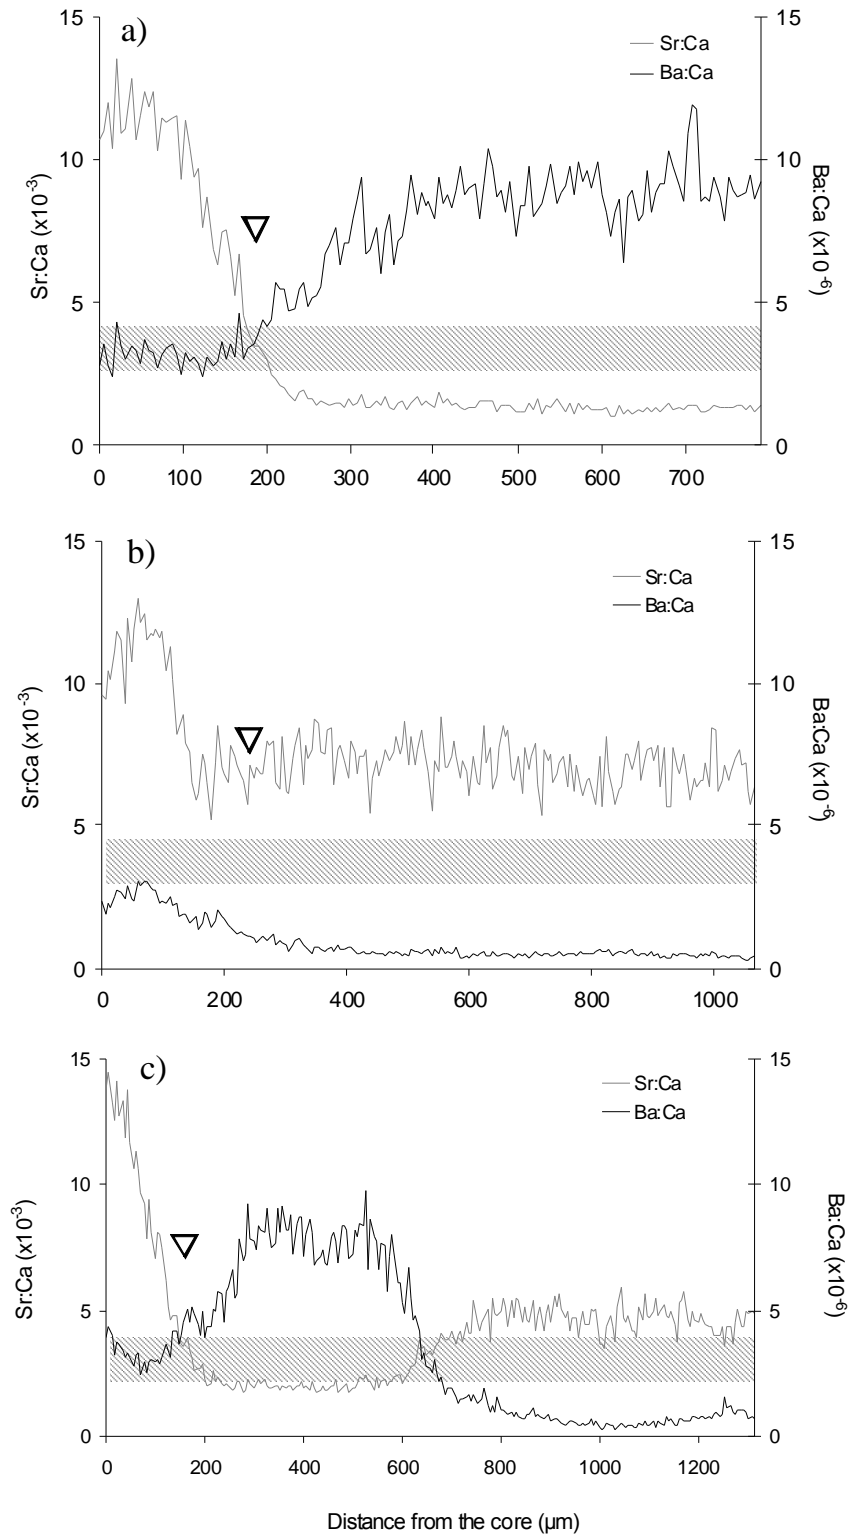 a)
Sr:Ca
Ba:Ca
15
10
5
0
Sr:Ca (x10-3)
15
10
5
0
Ba:Ca (x10-6)
0 100 200 300 400 500 600 700
b)
Sr:Ca
Ba:Ca
15
10
5
0
Sr:Ca (x10-3)
15
10
5
0
Ba:Ca (x10-6)
0 200 400 600 800 1000
c)
Sr:Ca
Ba:Ca
15
10
5
0
Sr:Ca (x10-3)
15
10
5
0
Ba:Ca (x10-6)
0 200 400 600 800 1000 1200
Distance from the core (µm)